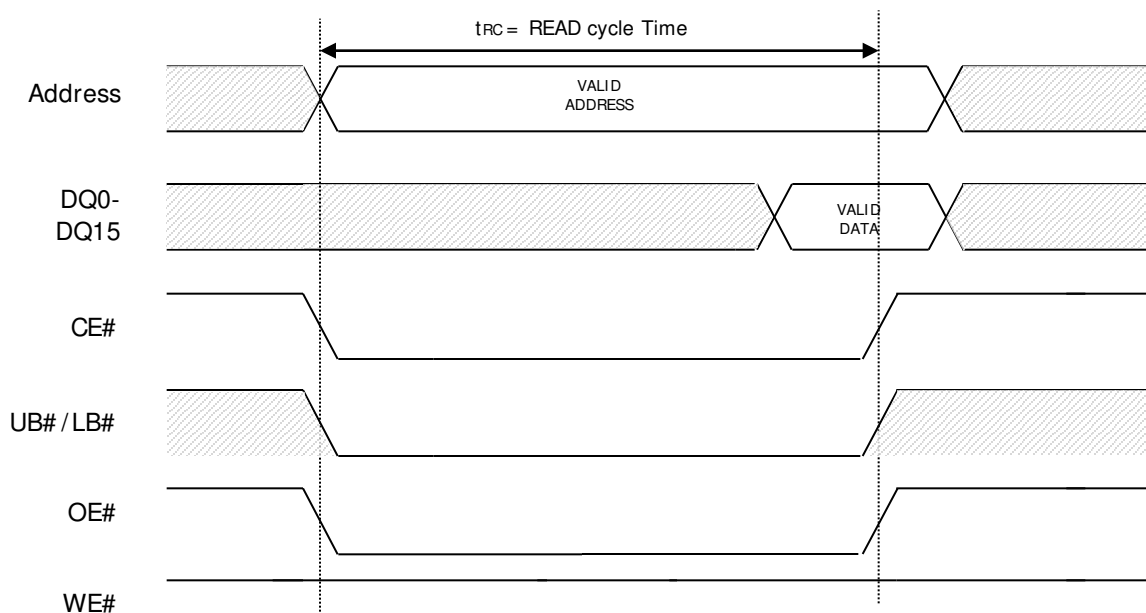 tRC = READ cycle Time
Address
VALID
ADDRESS
DQ0-
DQ15
VALID
DATA
CE#
UB# / LB#
OE#
WE#